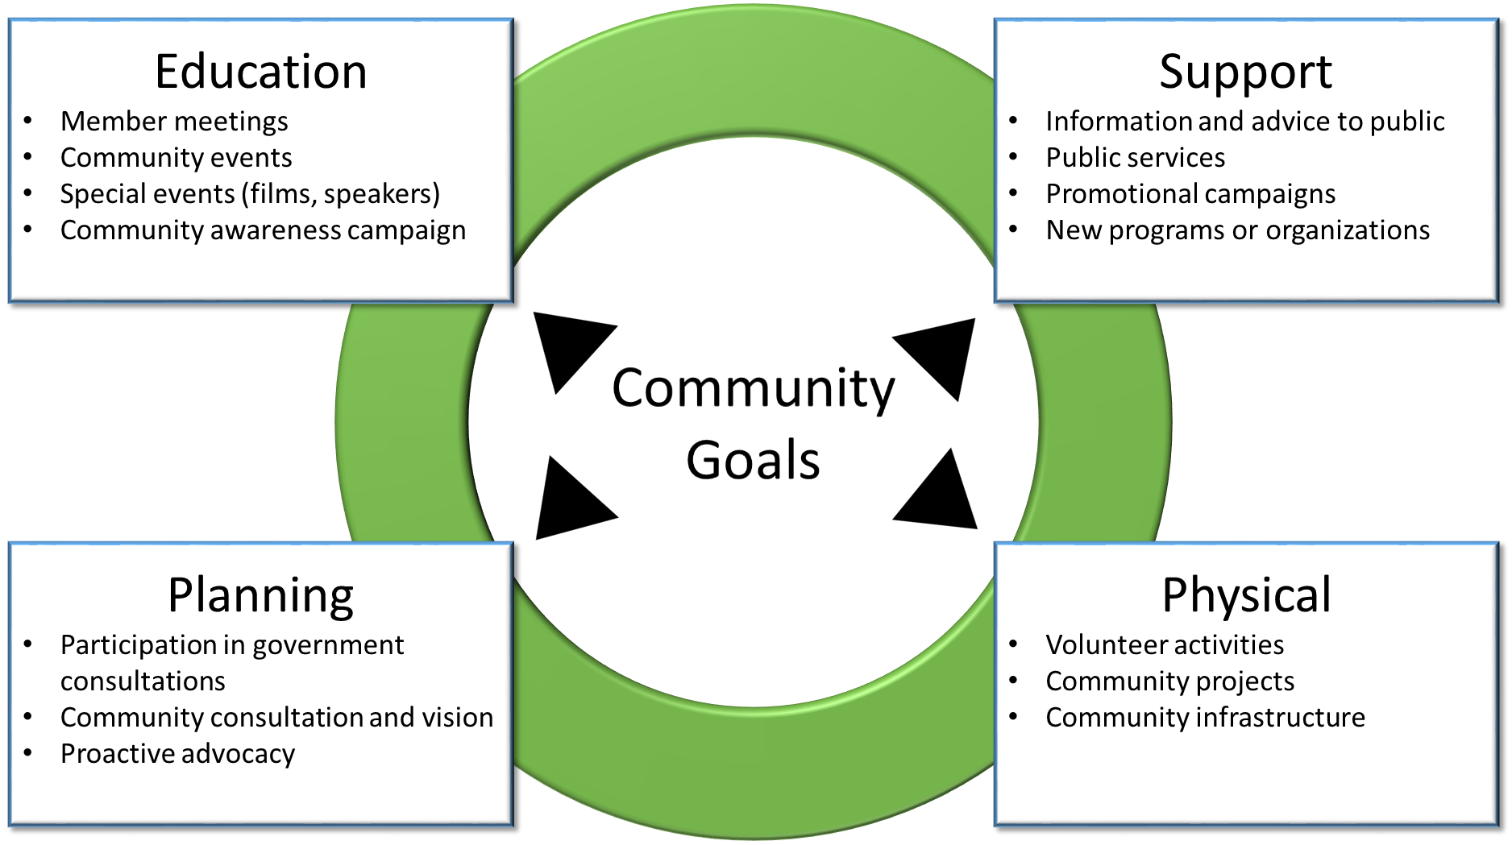 Education
• Member meetings
• Community events
• Special events (films, speakers)
• Community awareness campaign
Support
• Information and advice to public
• Public services
• Promotional campaigns
• New programs or organizations
Community
Goals
Planning
• Participation in government
consultations
• Community consultation and vision
• Proactive advocacy
Physical
• Volunteer activities
• Community projects
• Community infrastructure